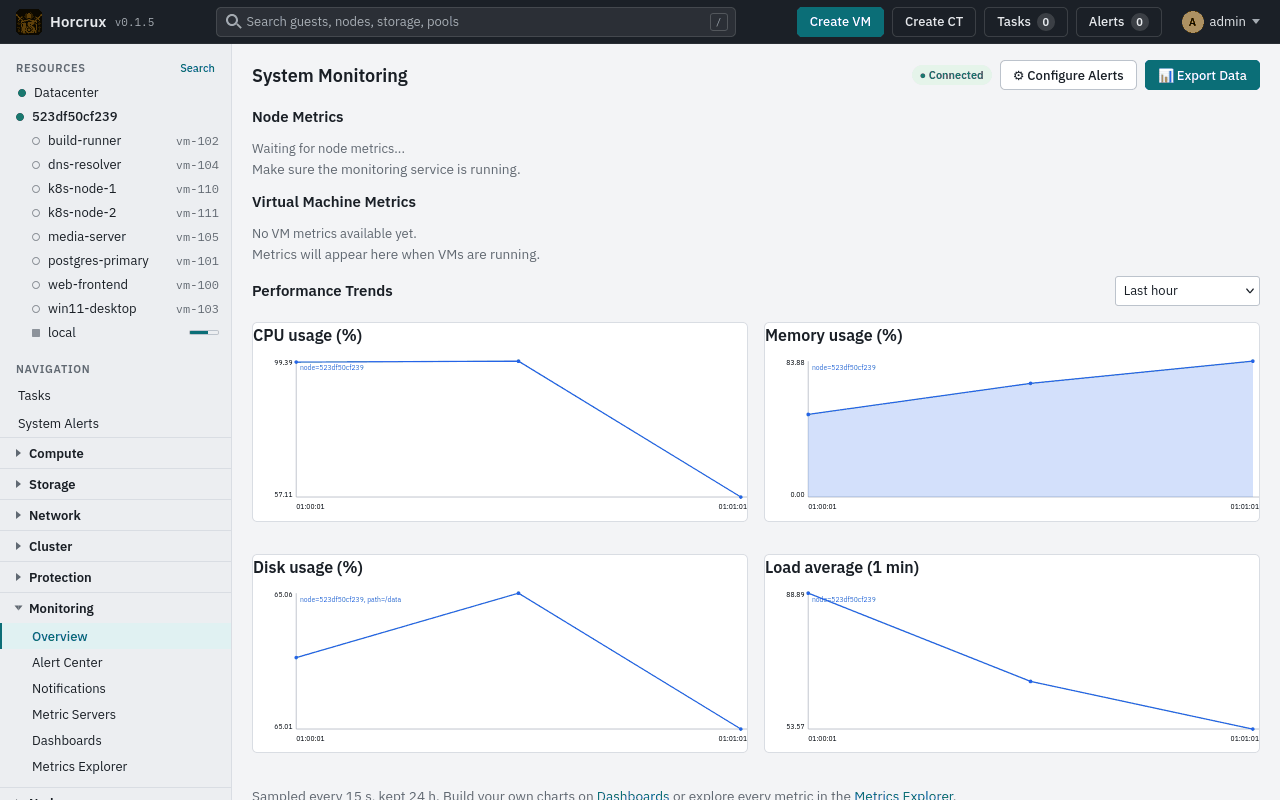 Horcrux v0.1.5
Search guests, nodes, storage, pools /
Create VM
Create CT
Tasks 0
Alerts 0
A admin
RESOURCES Search
Datacenter
523df50cf239
build-runner vm-102
dns-resolver vm-104
k8s-node-1 vm-110
k8s-node-2 vm-111
media-server vm-105
postgres-primary vm-101
web-frontend vm-100
win11-desktop vm-103
local
NAVIGATION
Tasks
System Alerts
Compute
Storage
Network
Cluster
Protection
Monitoring
Overview
Alert Center
Notifications
Metric Servers
Dashboards
Metrics Explorer
System Monitoring
● Connected
⚙ Configure Alerts
📊 Export Data
Node Metrics
Waiting for node metrics...
Make sure the monitoring service is running.
Virtual Machine Metrics
No VM metrics available yet.
Metrics will appear here when VMs are running.
Performance Trends
Last hour
CPU usage (%)
99.39
node=523df50cf239
57.11
01:00:01 01:01:01
Memory usage (%)
83.88
node=523df50cf239
0.00
01:00:01 01:01:01
Disk usage (%)
65.06
node=523df50cf239, path=/data
65.01
01:00:01 01:01:01
Load average (1 min)
88.89
node=523df50cf239
53.57
01:00:01 01:01:01
Sampled every 15 s, kept 24 h. Build your own charts on Dashboards or explore every metric in the Metrics Explorer.